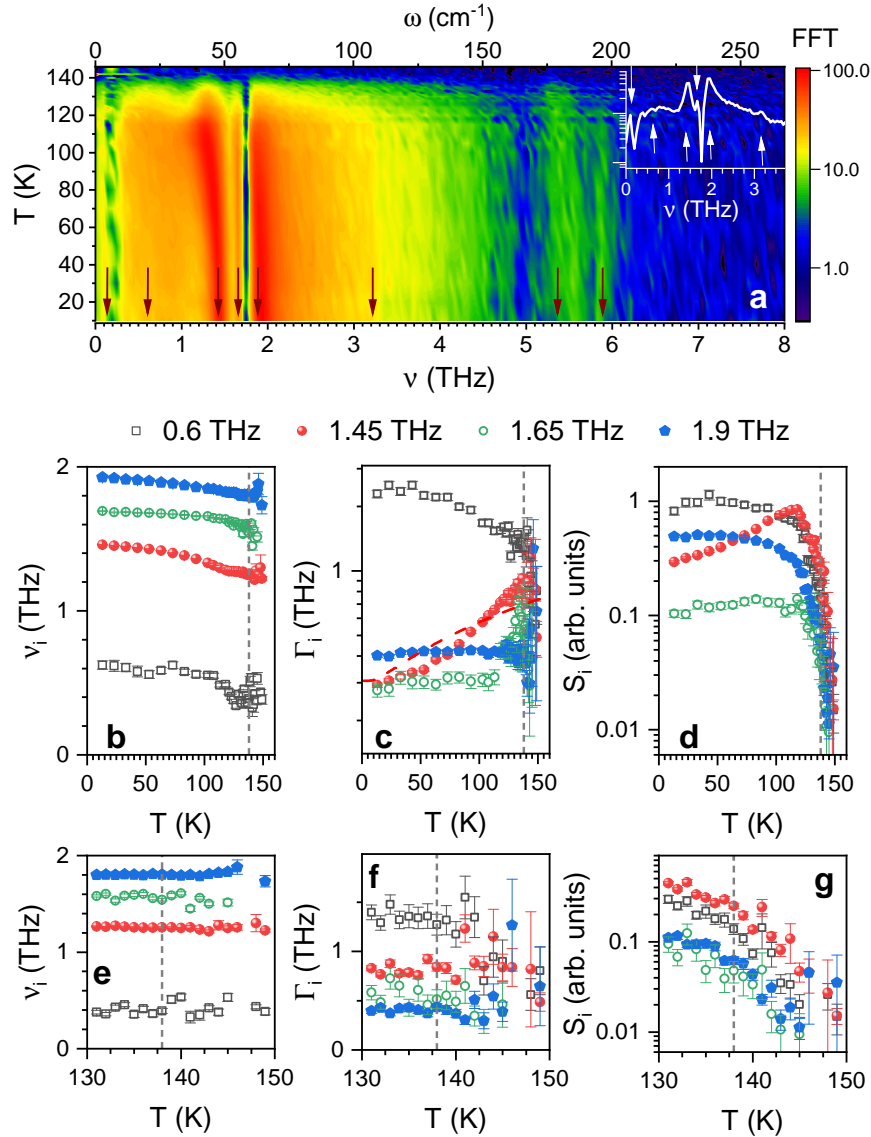 ω (cm⁻¹)
0 50 100 150 200 250
FFT
T (K)
140
120
100
80
60
40
20
0 1 2 3
ν (THz)
a
100.0
10.0
1.0
0 1 2 3 4 5 6 7 8
ν (THz)
0.6 THz 1.45 THz 1.65 THz 1.9 THz
νᵢ (THz)
2
1
0
b
0 50 100 150
T (K)
Γᵢ (THz)
1
c
0 50 100 150
T (K)
Sᵢ (arb. units)
1
0.1
0.01
d
0 50 100 150
T (K)
νᵢ (THz)
2
1
0
e
130 140 150
T (K)
Γᵢ (THz)
1
0
f
130 140 150
T (K)
Sᵢ (arb. units)
0.1
0.01
g
130 140 150
T (K)